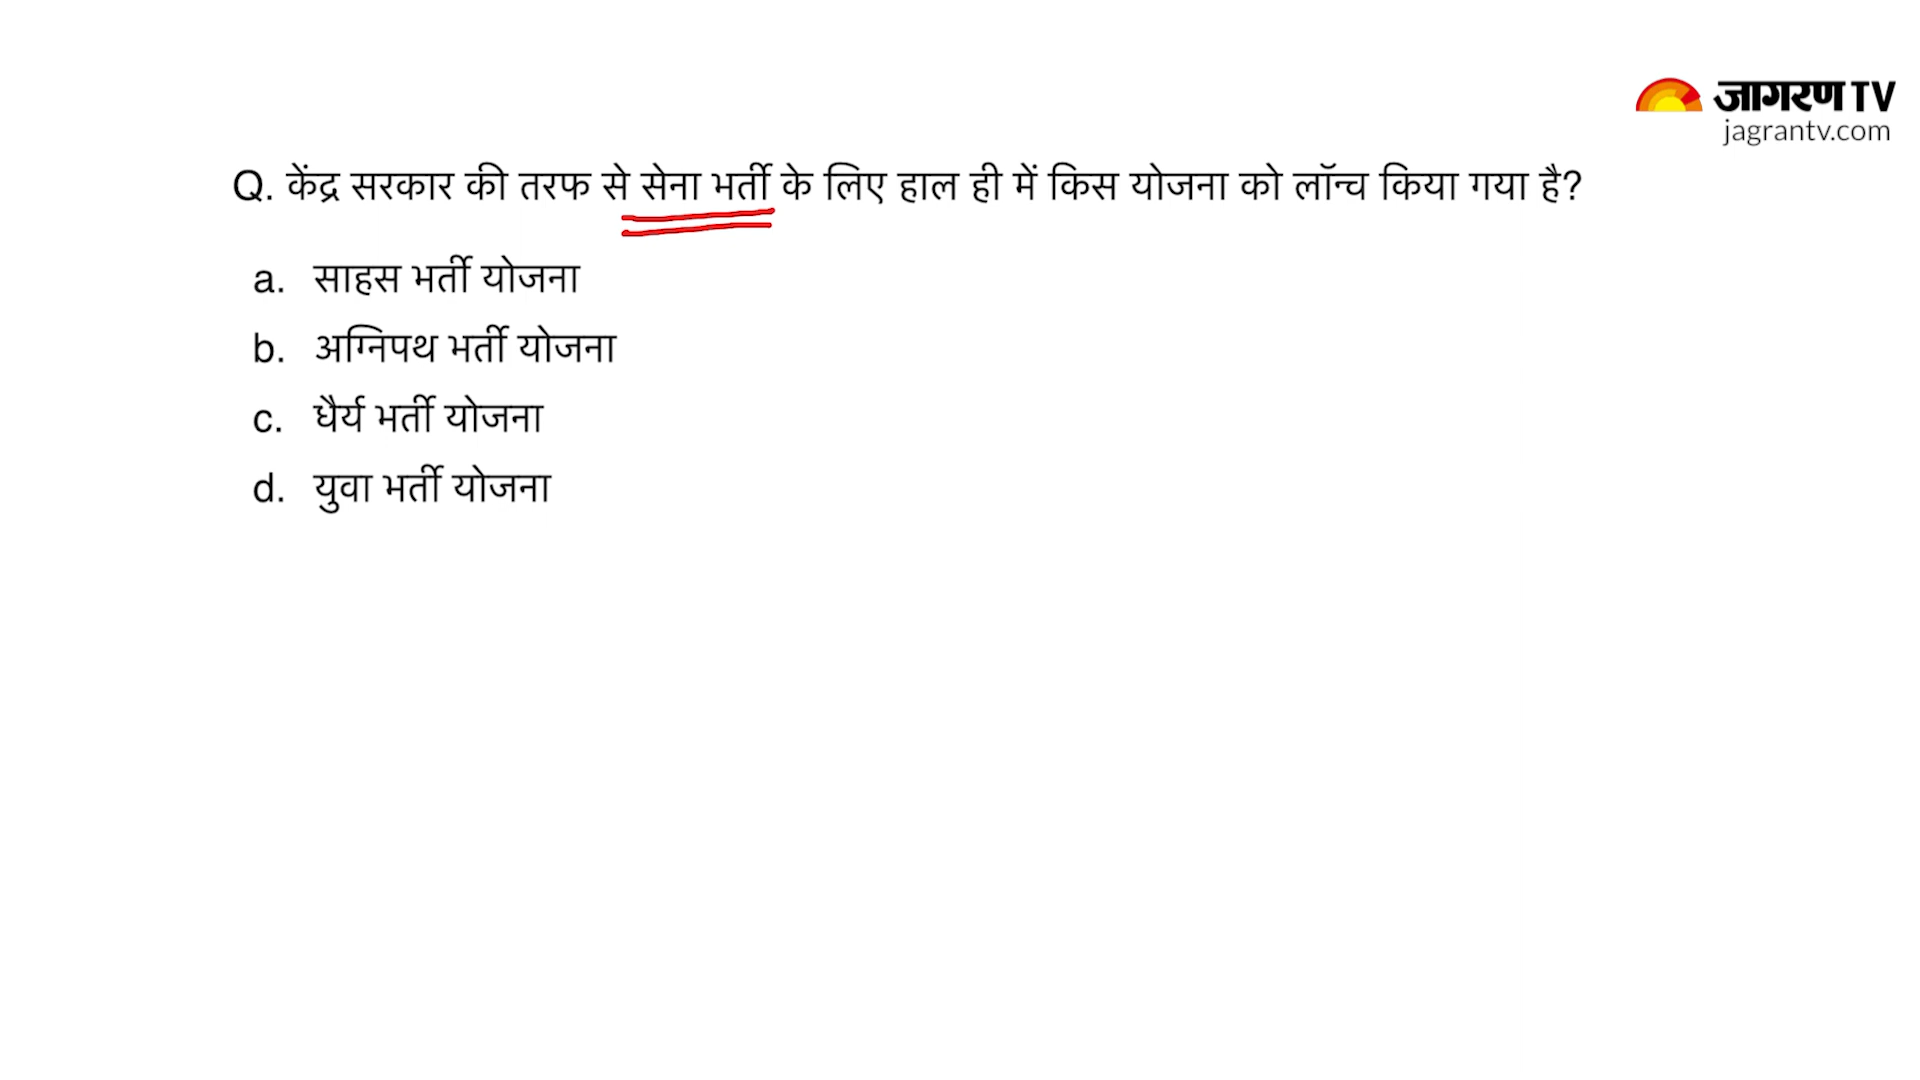 जागरण TV
jagrantv.com
Q. केंद्र सरकार की तरफ से सेना भर्ती के लिए हाल ही में किस योजना को लॉन्च किया गया है?
a. साहस भर्ती योजना
b. अग्निपथ भर्ती योजना
c. धैर्य भर्ती योजना
d. युवा भर्ती योजना